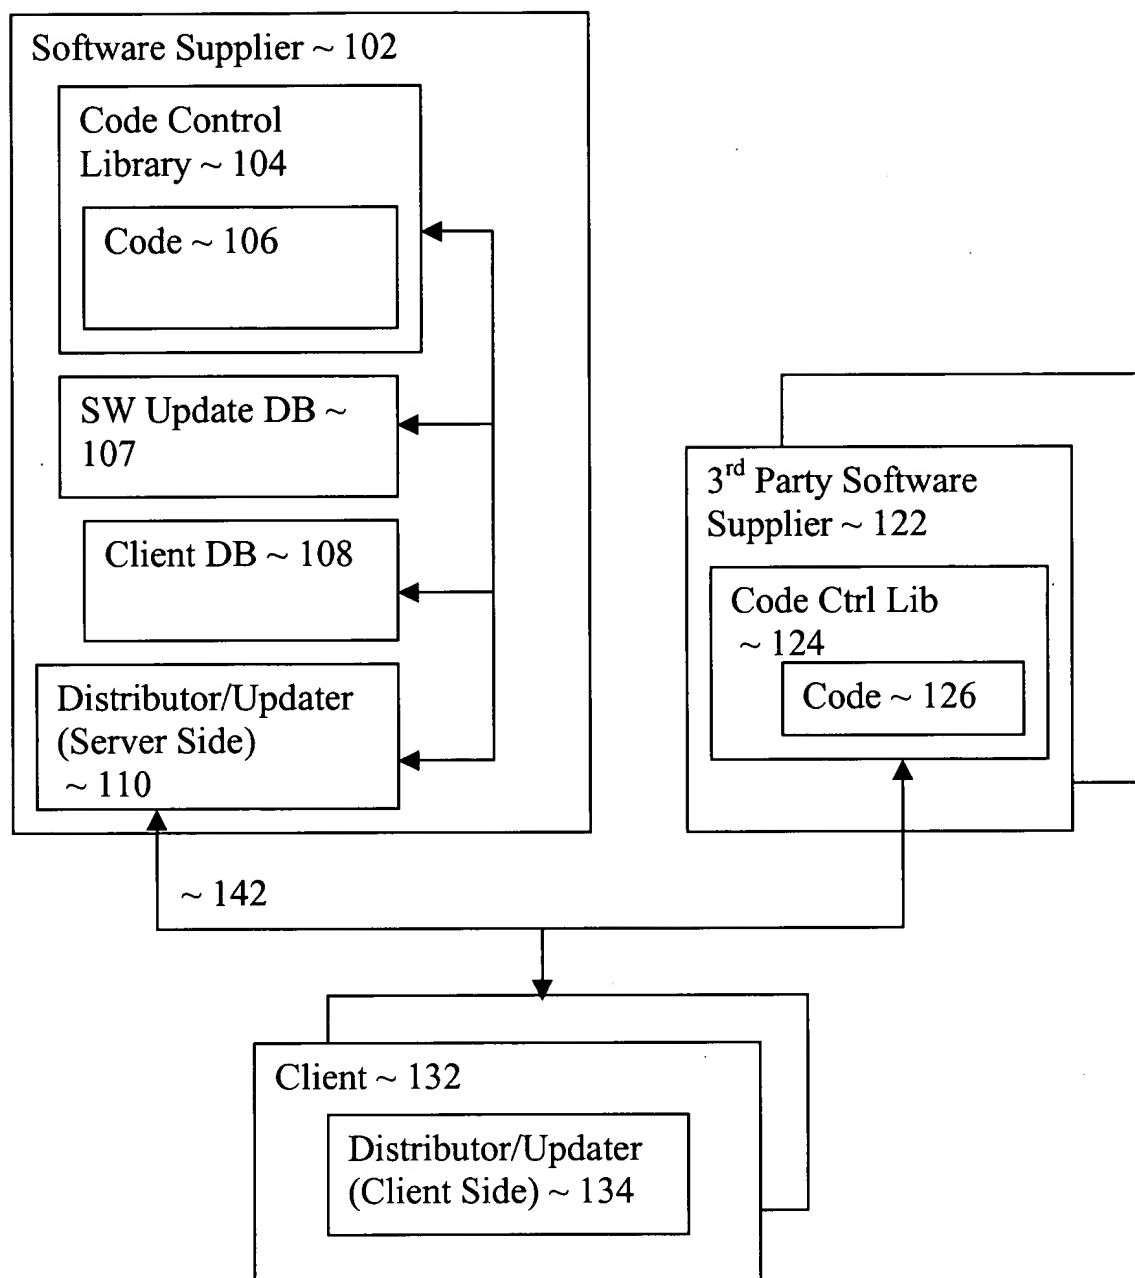 Software Supplier ~ 102
Code Control
Library ~ 104
Code ~ 106
SW Update DB ~
107
Client DB ~ 108
Distributor/Updater
(Server Side)
~ 110
3rd Party Software
Supplier ~ 122
Code Ctrl Lib
~ 124
Code ~ 126
~ 142
Client ~ 132
Distributor/Updater
(Client Side) ~ 134